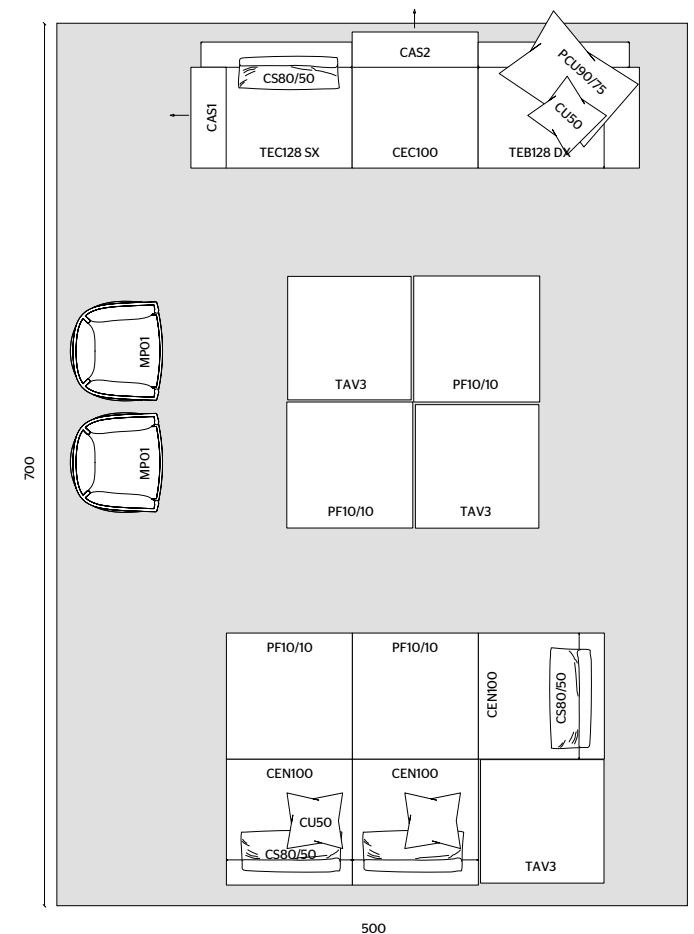 CAS2
PCU90/75
CS80/50
CAS1
CU50
TEC128 SX
CEC100
TEB128 DX
MP01
TAV3
PF10/10
MP01
700
PF10/10
TAV3
PF10/10
PF10/10
CEN100
CS80/50
CEN100
CEN100
CU50
CS80/50
TAV3
500